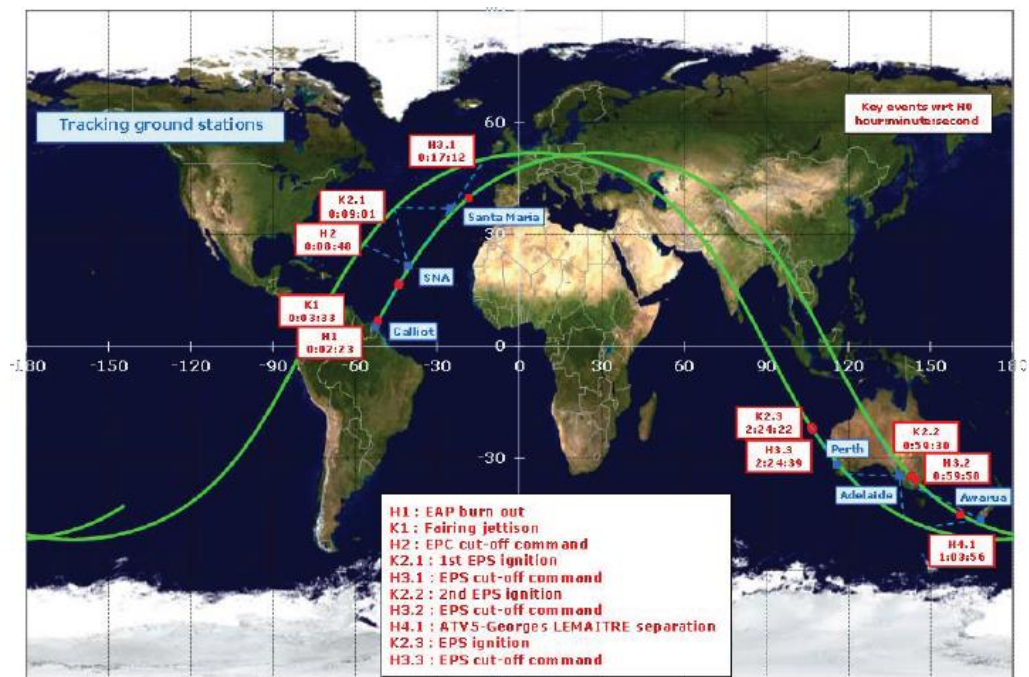 Tracking ground stations
Key events wrt H0
hour:minute:second
60
30
0
-30
-180
-150
-120
-90
-60
-30
0
30
60
90
120
150
180
H3.1
0:17:12
K2.1
0:09:01
H2
0:08:48
K1
0:03:33
H1
0:02:23
Santa Maria
SNA
Galliot
K2.3
2:24:22
H3.3
2:24:39
K2.2
0:59:30
H3.2
0:59:58
Perth
Adelaide
Awarua
H4.1
1:03:56
H1 : EAP burn out
K1 : Fairing jettison
H2 : EPC cut-off command
K2.1 : 1st EPS ignition
H3.1 : EPS cut-off command
K2.2 : 2nd EPS ignition
H3.2 : EPS cut-off command
H4.1 : ATV5-Georges LEMAITRE separation
K2.3 : EPS ignition
H3.3 : EPS cut-off command